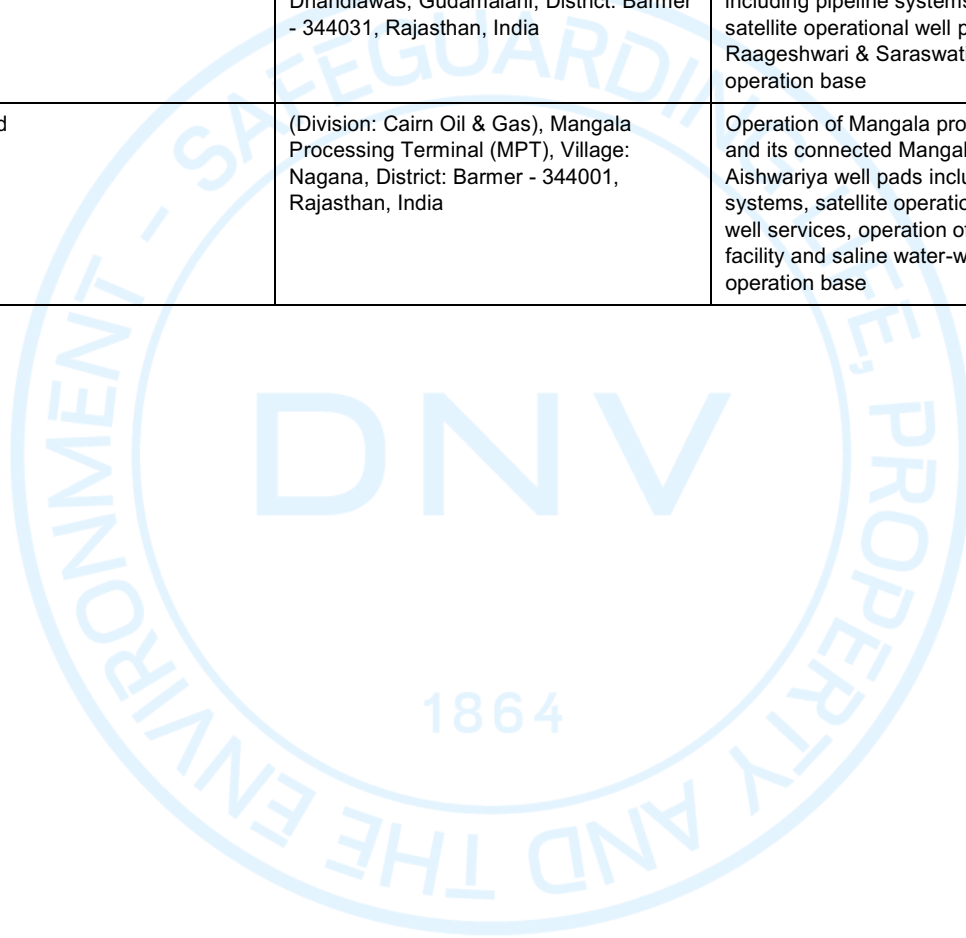 Dhandlawas, Gudamalani, District: Barmer
- 344031, Rajasthan, India
including pipeline systems
satellite operational well
Raageshwari & Saraswat
operation base
(Division: Cairn Oil & Gas), Mangala
Processing Terminal (MPT), Village:
Nagana, District: Barmer - 344001,
Rajasthan, India
Operation of Mangala pro
and its connected Mangal
Aishwariya well pads inclu
systems, satellite operatio
well services, operation of
facility and saline water-w
operation base
- SAFEGUARDING LIFE, PROPERTY AND THE ENVIRONMENT
DNV
1864